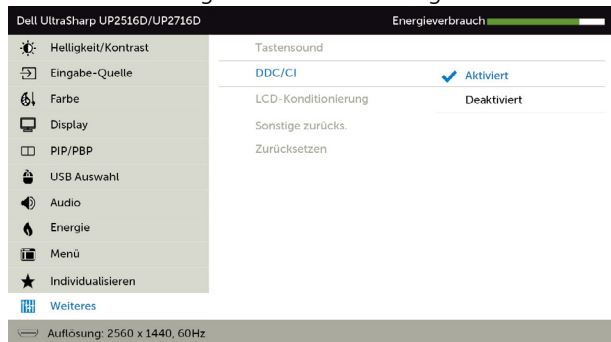 Dell UltraSharp UP2516D/UP2716D Energieverbrauch
Helligkeit/Kontrast Tastensound
Eingabe-Quelle DDC/CI Aktiviert
Farbe LCD-Konditionierung Deaktiviert
Display Sonstige zurücks.
PIP/PBP Zurücksetzen
USB Auswahl
Audio
Energie
Menü
Individualisieren
Weiteres
Auflösung: 2560 x 1440, 60Hz